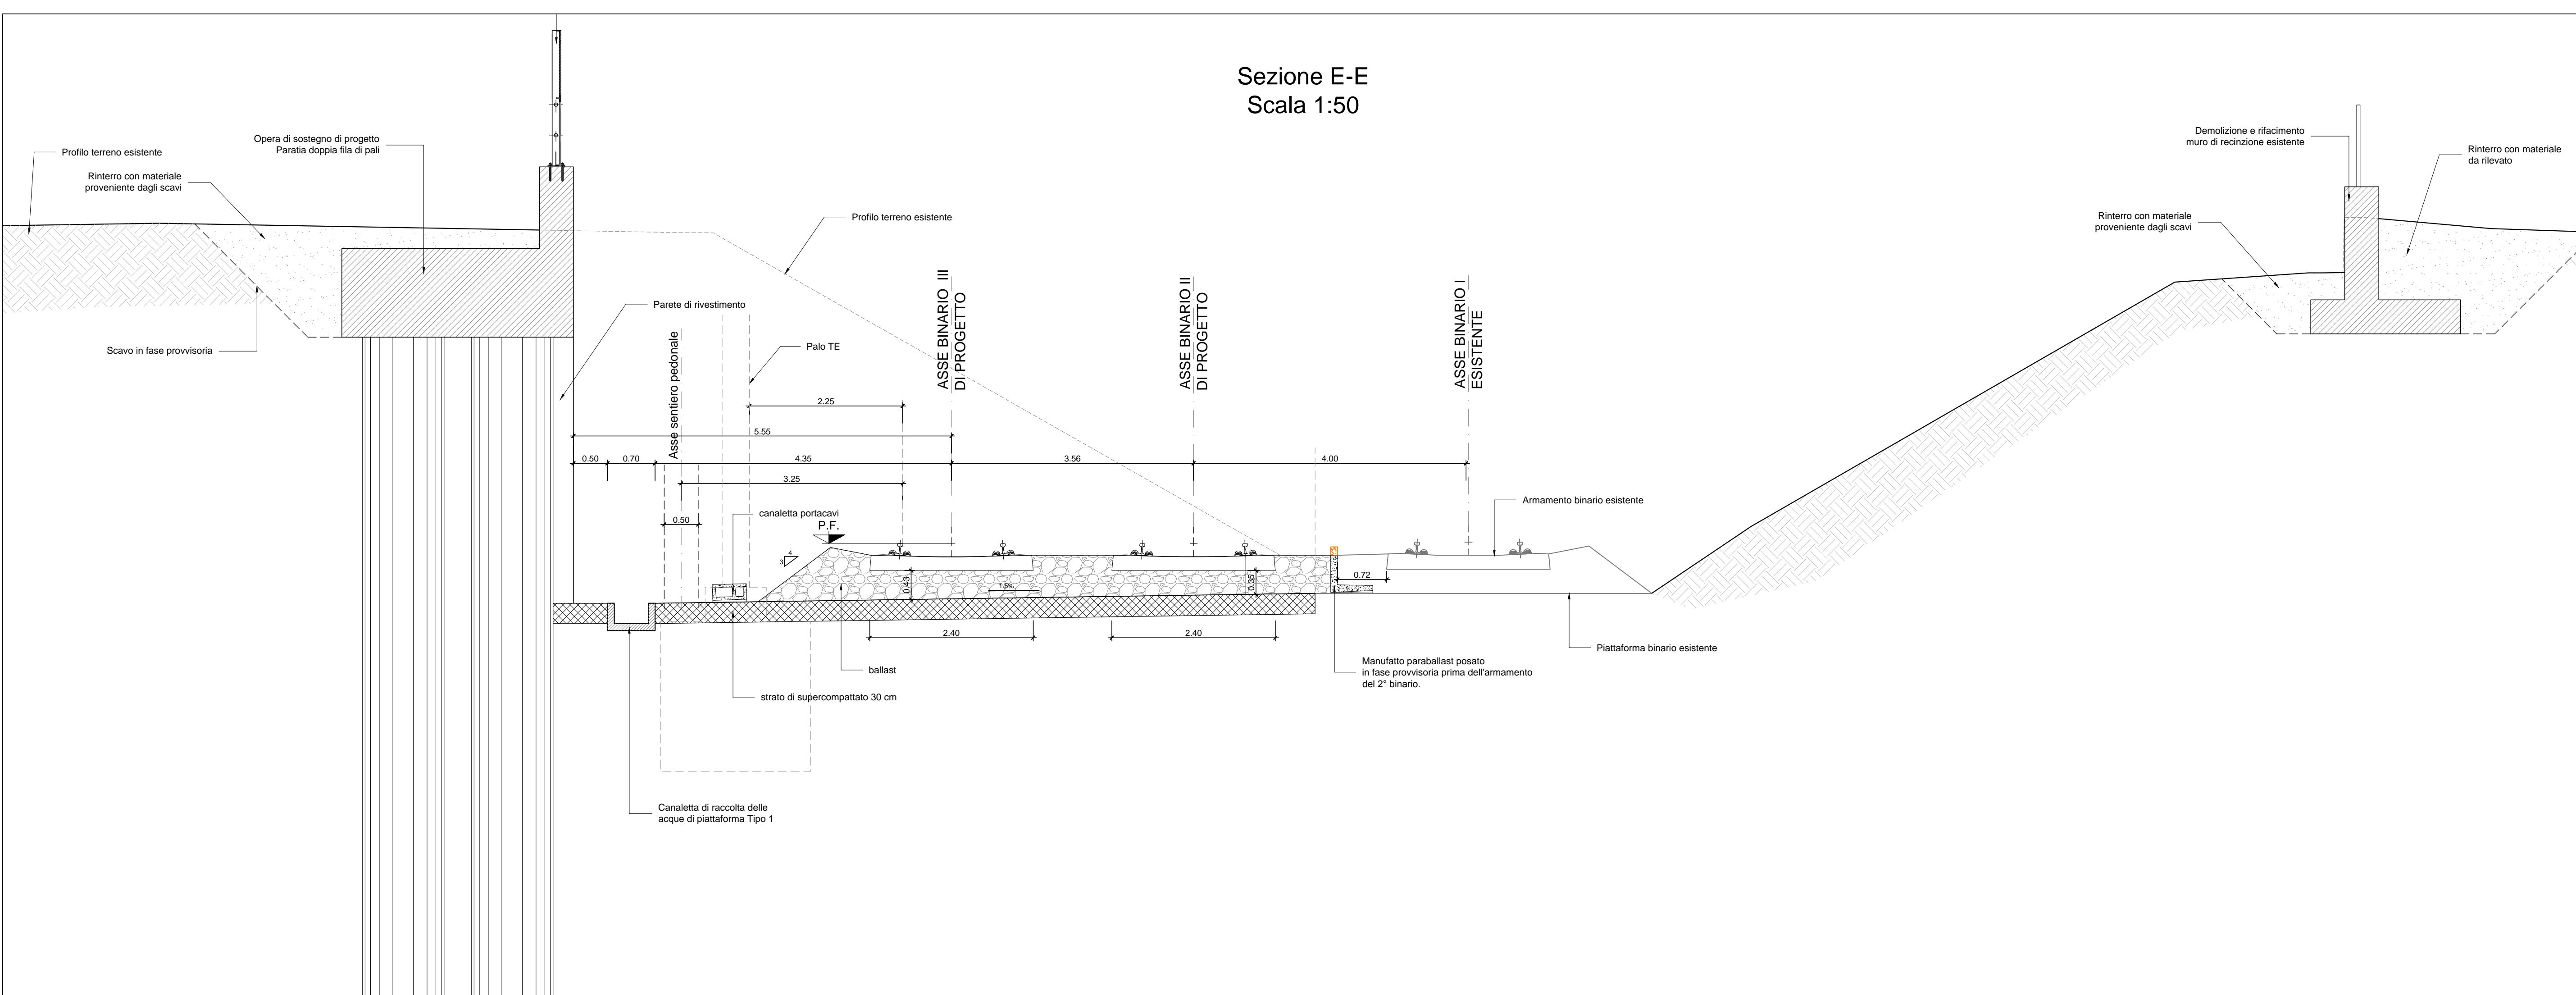 Sezione E-E
Scala 1:50
Profilo terreno esistente
Opera di sostegno di progetto
Paratia doppia fila di pali
Rinterro con materiale
proveniente dagli scavi
Scavo in fase provvisoria
Profilo terreno esistente
Parete di rivestimento
Palo TE
Asse sentiero pedonale
ASSE BINARIO III
DI PROGETTO
ASSE BINARIO II
DI PROGETTO
ASSE BINARIO I
ESISTENTE
Demolizione e rifacimento
muro di recinzione esistente
Rinterro con materiale
da rilevato
Rinterro con materiale
proveniente dagli scavi
2.25
5.55
0.50
0.70
4.35
3.56
4.00
3.25
0.50
canaletta portacavi
P.F.
4
3
Armamento binario esistente
0.43
1.5%
0.35
0.72
2.40
2.40
ballast
strato di supercompattato 30 cm
Manufatto paraballast posato
in fase provvisoria prima dell'armamento
del 2° binario.
Piattaforma binario esistente
Canaletta di raccolta delle
acque di piattaforma Tipo 1